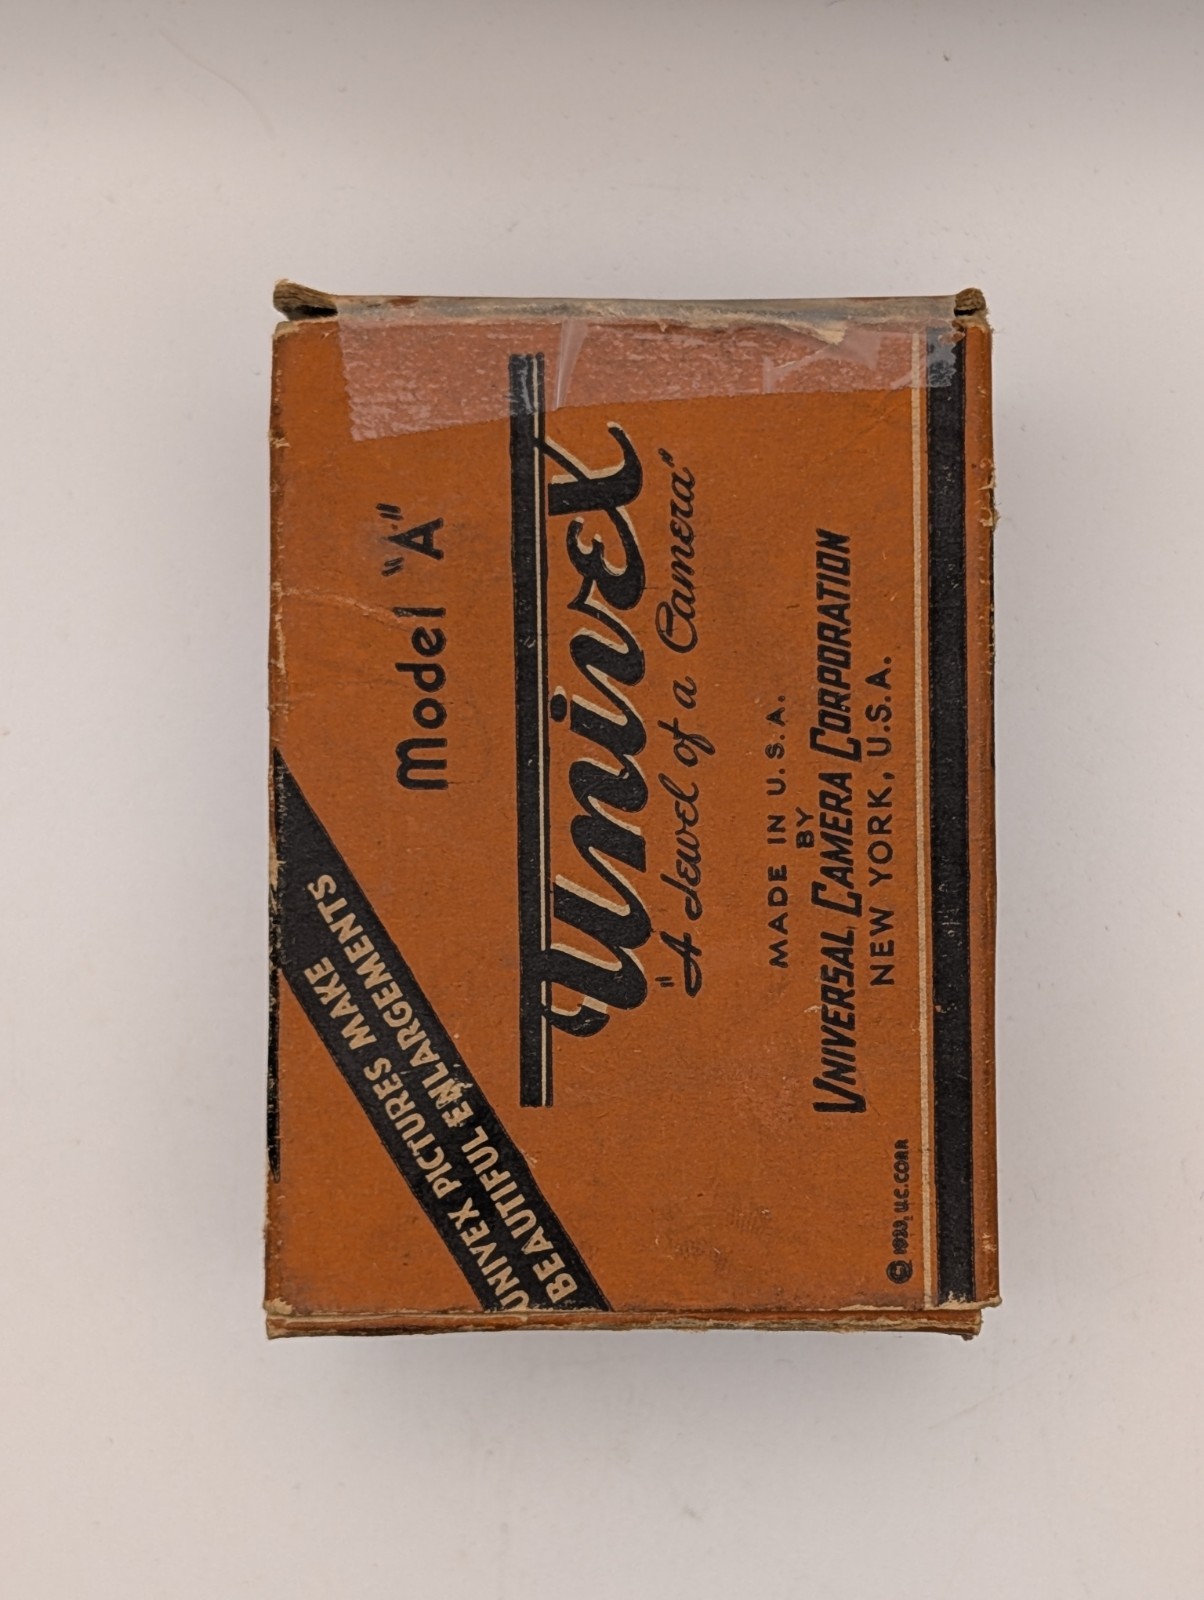 UNIVEX PICTURES MAKE
BEAUTIFUL ENLARGEMENTS
Model "A"
UnivEX
"A Jewel of a Camera"
MADE IN U.S.A.
BY
UNIVERSAL CAMERA CORPORATION
NEW YORK, U.S.A.
© 1933, U.C.CORP.